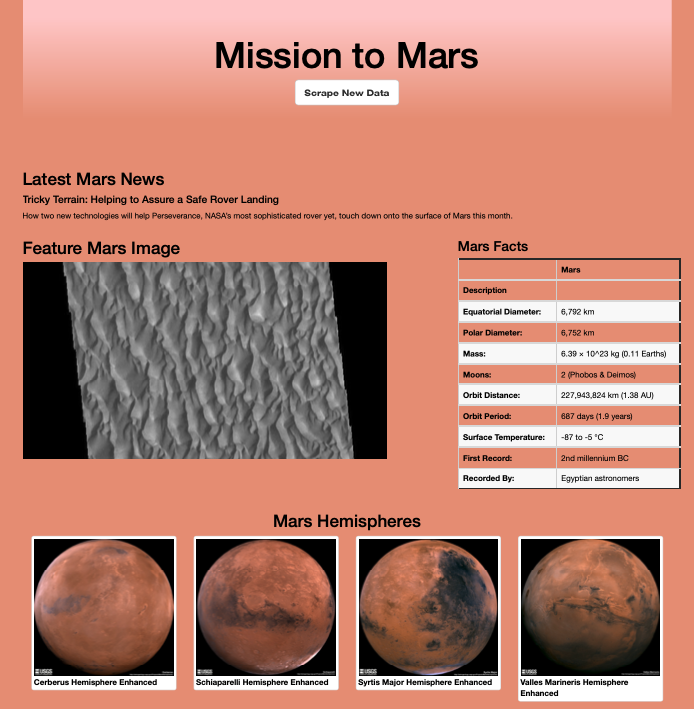 Mission to Mars
Scrape New Data
Latest Mars News
Tricky Terrain: Helping to Assure a Safe Rover Landing
How two new technologies will help Perseverance, NASA's most sophisticated rover yet, touch down onto the surface of Mars this month.
Feature Mars Image
Mars Facts
Mars
Description
Equatorial Diameter: 6,792 km
Polar Diameter: 6,752 km
Mass: 6.39 × 10^23 kg (0.11 Earths)
Moons: 2 (Phobos & Deimos)
Orbit Distance: 227,943,824 km (1.38 AU)
Orbit Period: 687 days (1.9 years)
Surface Temperature: -87 to -5 °C
First Record: 2nd millennium BC
Recorded By: Egyptian astronomers
Mars Hemispheres
USGS
USGS
USGS
USGS
Cerberus Hemisphere Enhanced
Schiaparelli Hemisphere Enhanced
Syrtis Major Hemisphere Enhanced
Valles Marineris Hemisphere
Enhanced